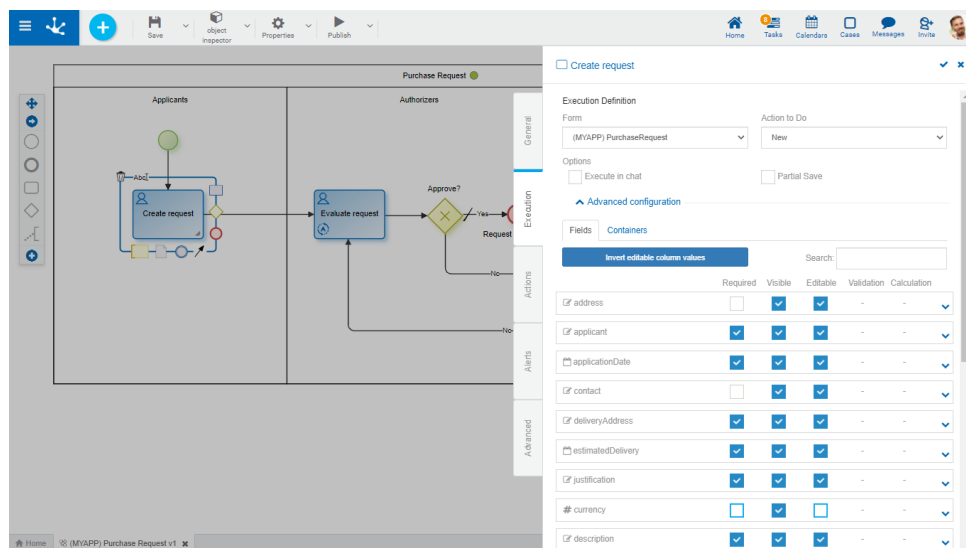 Save
object
inspector
Properties
Publish
Home
8
Tasks
Calendars
Cases
Messages
Invite
Purchase Request
Applicants
Authorizers
Abc
Create request
Evaluate request
Approve?
Yes
Request
No
No
General
Execution
Actions
Alerts
Advanced
Create request
Execution Definition
Form
Action to Do
(MYAPP) PurchaseRequest
New
Options
Execute in chat
Partial Save
Advanced configuration
Fields
Containers
Invert editable column values
Search:
Required Visible Editable Validation Calculation
address - -
applicant - -
applicationDate - -
contact - -
deliveryAddress - -
estimatedDelivery - -
justification - -
# currency - -
description - -
Home
(MYAPP) Purchase Request v1